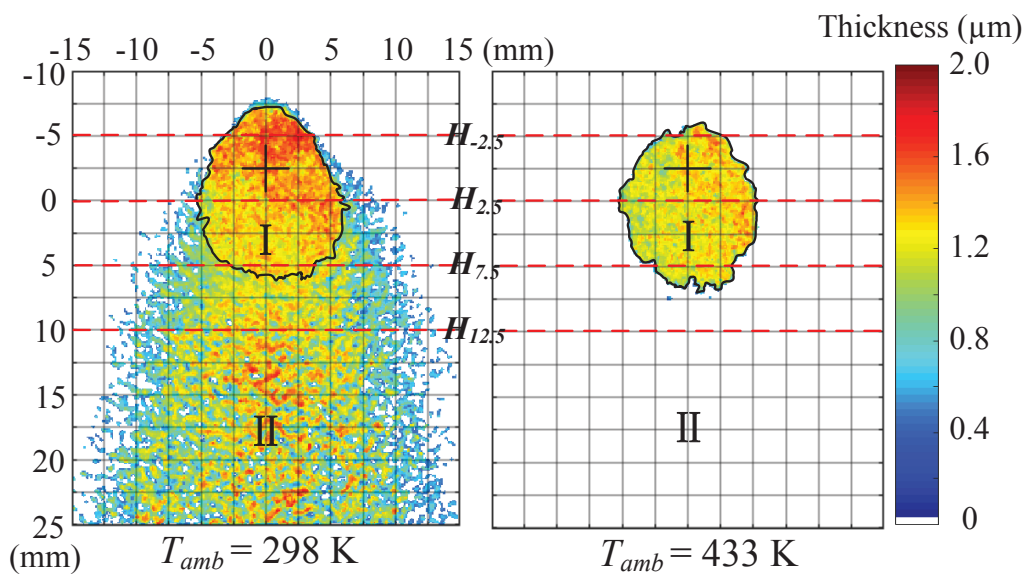 Thickness (µm)
-15 -10 -5 0 5 10 15 (mm)
-10
-5
0
5
10
15
20
25
(mm)
H-2.5
H2.5
H7.5
H12.5
I
II
I
II
2.0
1.6
1.2
0.8
0.4
0
Tamb = 298 K
Tamb = 433 K